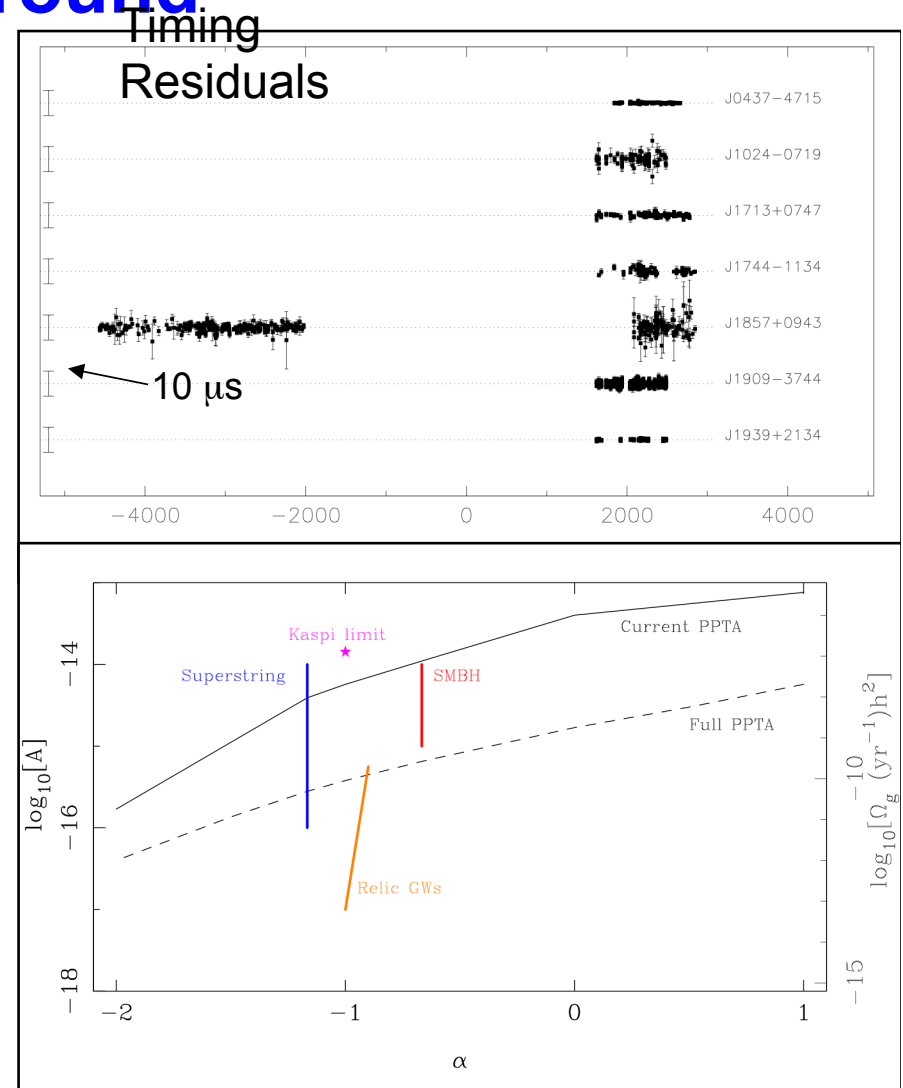 Timing
Residuals
J0437−4715
J1024−0719
J1713+0747
J1744−1134
J1857+0943
10 μs
J1909−3744
J1939+2134
−4000 −2000 0 2000 4000
Kaspi limit
Current PPTA
Superstring
SMBH
Full PPTA
Relic GWs
log10[A]
−14
−16
−18
log10[Ωg (yr−1)h2]
−10
−15
−2 −1 0 1
α